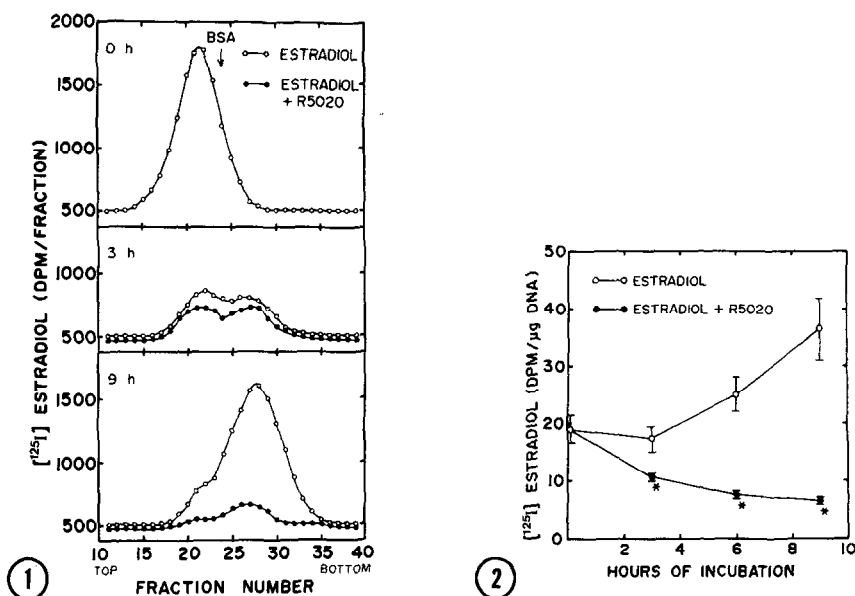 [125I] ESTRADIOL (DPM/FRACTION)
2000
1500
1000
500
0 h
BSA
ESTRADIOL
ESTRADIOL
+ R5020
1000
500
3 h
1500
1000
500
9 h
10 15 20 25 30 35 40
TOP
BOTTOM
FRACTION NUMBER
1
[125I] ESTRADIOL (DPM/µg DNA)
50
40
30
20
10
0
ESTRADIOL
ESTRADIOL + R5020
*
*
*
2 4 6 8 10
HOURS OF INCUBATION
2